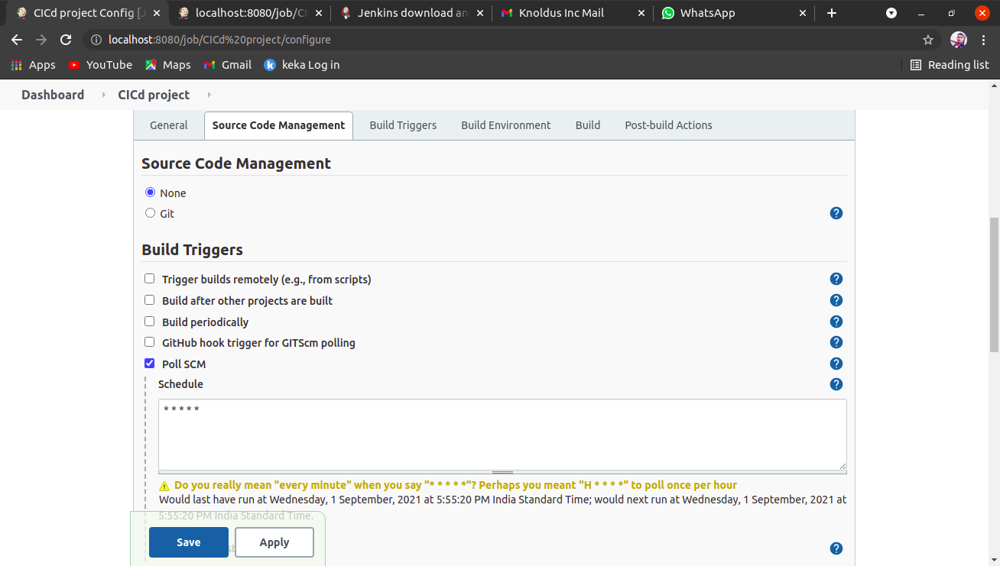 CICd project Config [J
localhost:8080/job/CI
Jenkins download an
Knoldus Inc Mail
WhatsApp
localhost:8080/job/CICd%20project/configure
Apps YouTube Maps Gmail keka Log in Reading list
Dashboard CICd project
General Source Code Management Build Triggers Build Environment Build Post-build Actions
Source Code Management
None
Git
Build Triggers
Trigger builds remotely (e.g., from scripts)
Build after other projects are built
Build periodically
GitHub hook trigger for GITScm polling
Poll SCM
Schedule
* * * * *
Do you really mean "every minute" when you say "* * * * *"? Perhaps you meant "H * * * *" to poll once per hour
Would last have run at Wednesday, 1 September, 2021 at 5:55:20 PM India Standard Time; would next run at Wednesday, 1 September, 2021 at
5:55:20 PM India Standard Time.
Save Apply